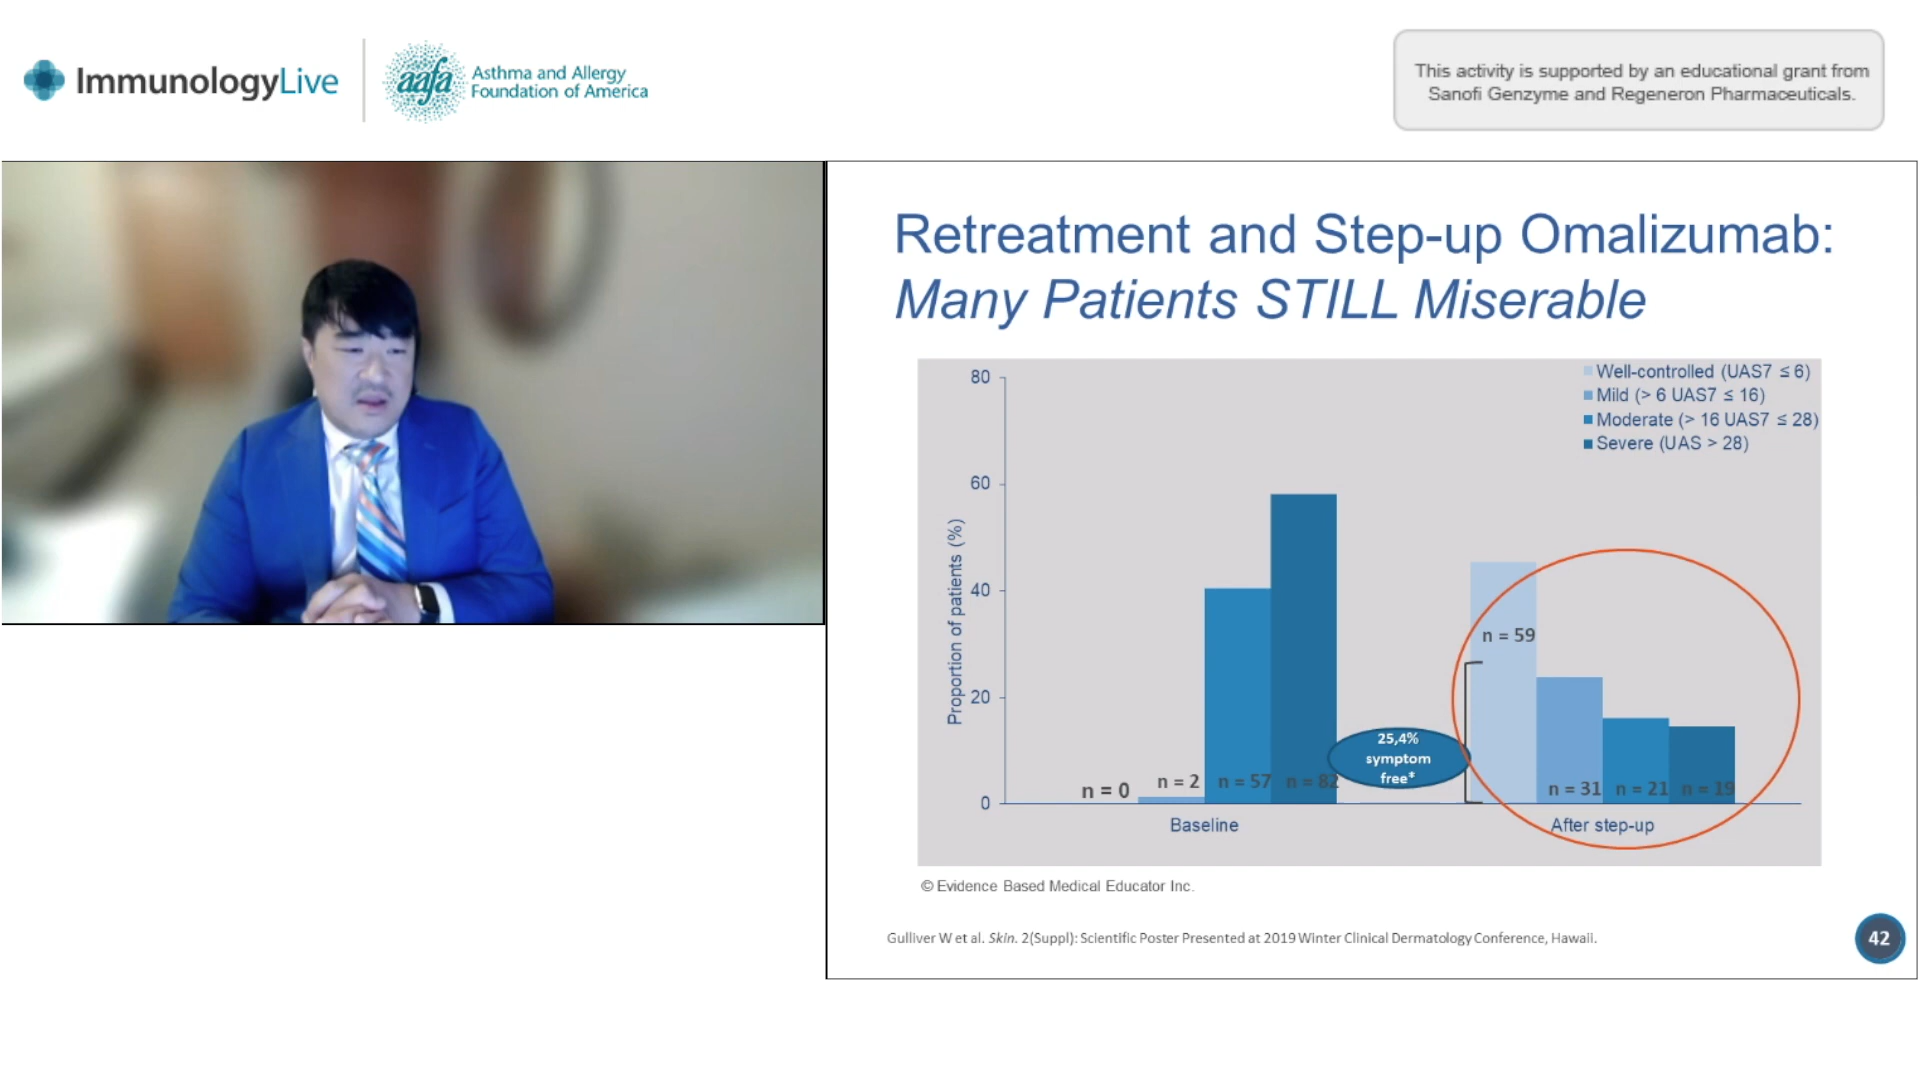 ImmunologyLive
aafa
Asthma and Allergy
Foundation of America
This activity is supported by an educational grant from
Sanofi Genzyme and Regeneron Pharmaceuticals.
Retreatment and Step-up Omalizumab:
Many Patients STILL Miserable
Well-controlled (UAS7 ≤ 6)
Mild (> 6 UAS7 ≤ 16)
Moderate (> 16 UAS7 ≤ 28)
Severe (UAS > 28)
Proportion of patients (%)
80
60
40
20
0
n = 0
n = 2
n = 57
n = 82
25,4%
symptom
free*
n = 59
n = 31
n = 21
n = 19
Baseline
After step-up
© Evidence Based Medical Educator Inc.
Gulliver W et al. Skin. 2(Suppl): Scientific Poster Presented at 2019 Winter Clinical Dermatology Conference, Hawaii.
42